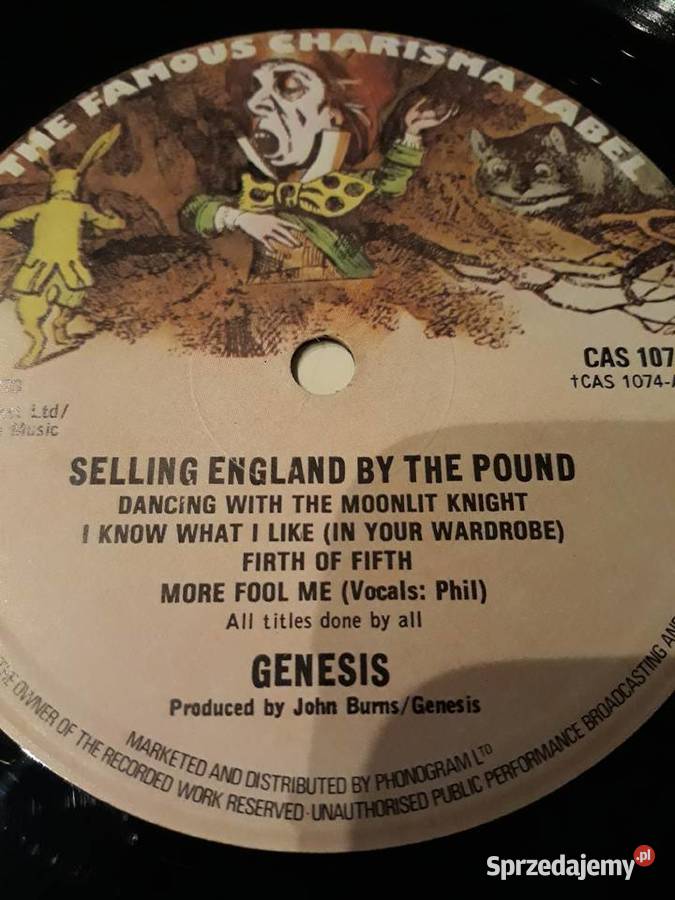 THE FAMOUS CHARISMA LABEL
CAS 107
†CAS 1074-A
Ltd/
Music
SELLING ENGLAND BY THE POUND
DANCING WITH THE MOONLIT KNIGHT
I KNOW WHAT I LIKE (IN YOUR WARDROBE)
FIRTH OF FIFTH
MORE FOOL ME (Vocals: Phil)
All titles done by all
GENESIS
Produced by John Burns/Genesis
MARKETED AND DISTRIBUTED BY PHONOGRAM LTD
THE OWNER OF THE RECORDED WORK RESERVED·UNAUTHORISED PUBLIC PERFORMANCE BROADCASTING AND
Sprzedajemy.pl